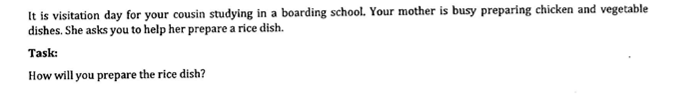 It is visitation day for your cousin studying in a boarding school. Your mother is busy preparing chicken and vegetable
dishes. She asks you to help her prepare a rice dish.
Task:
How will you prepare the rice dish?